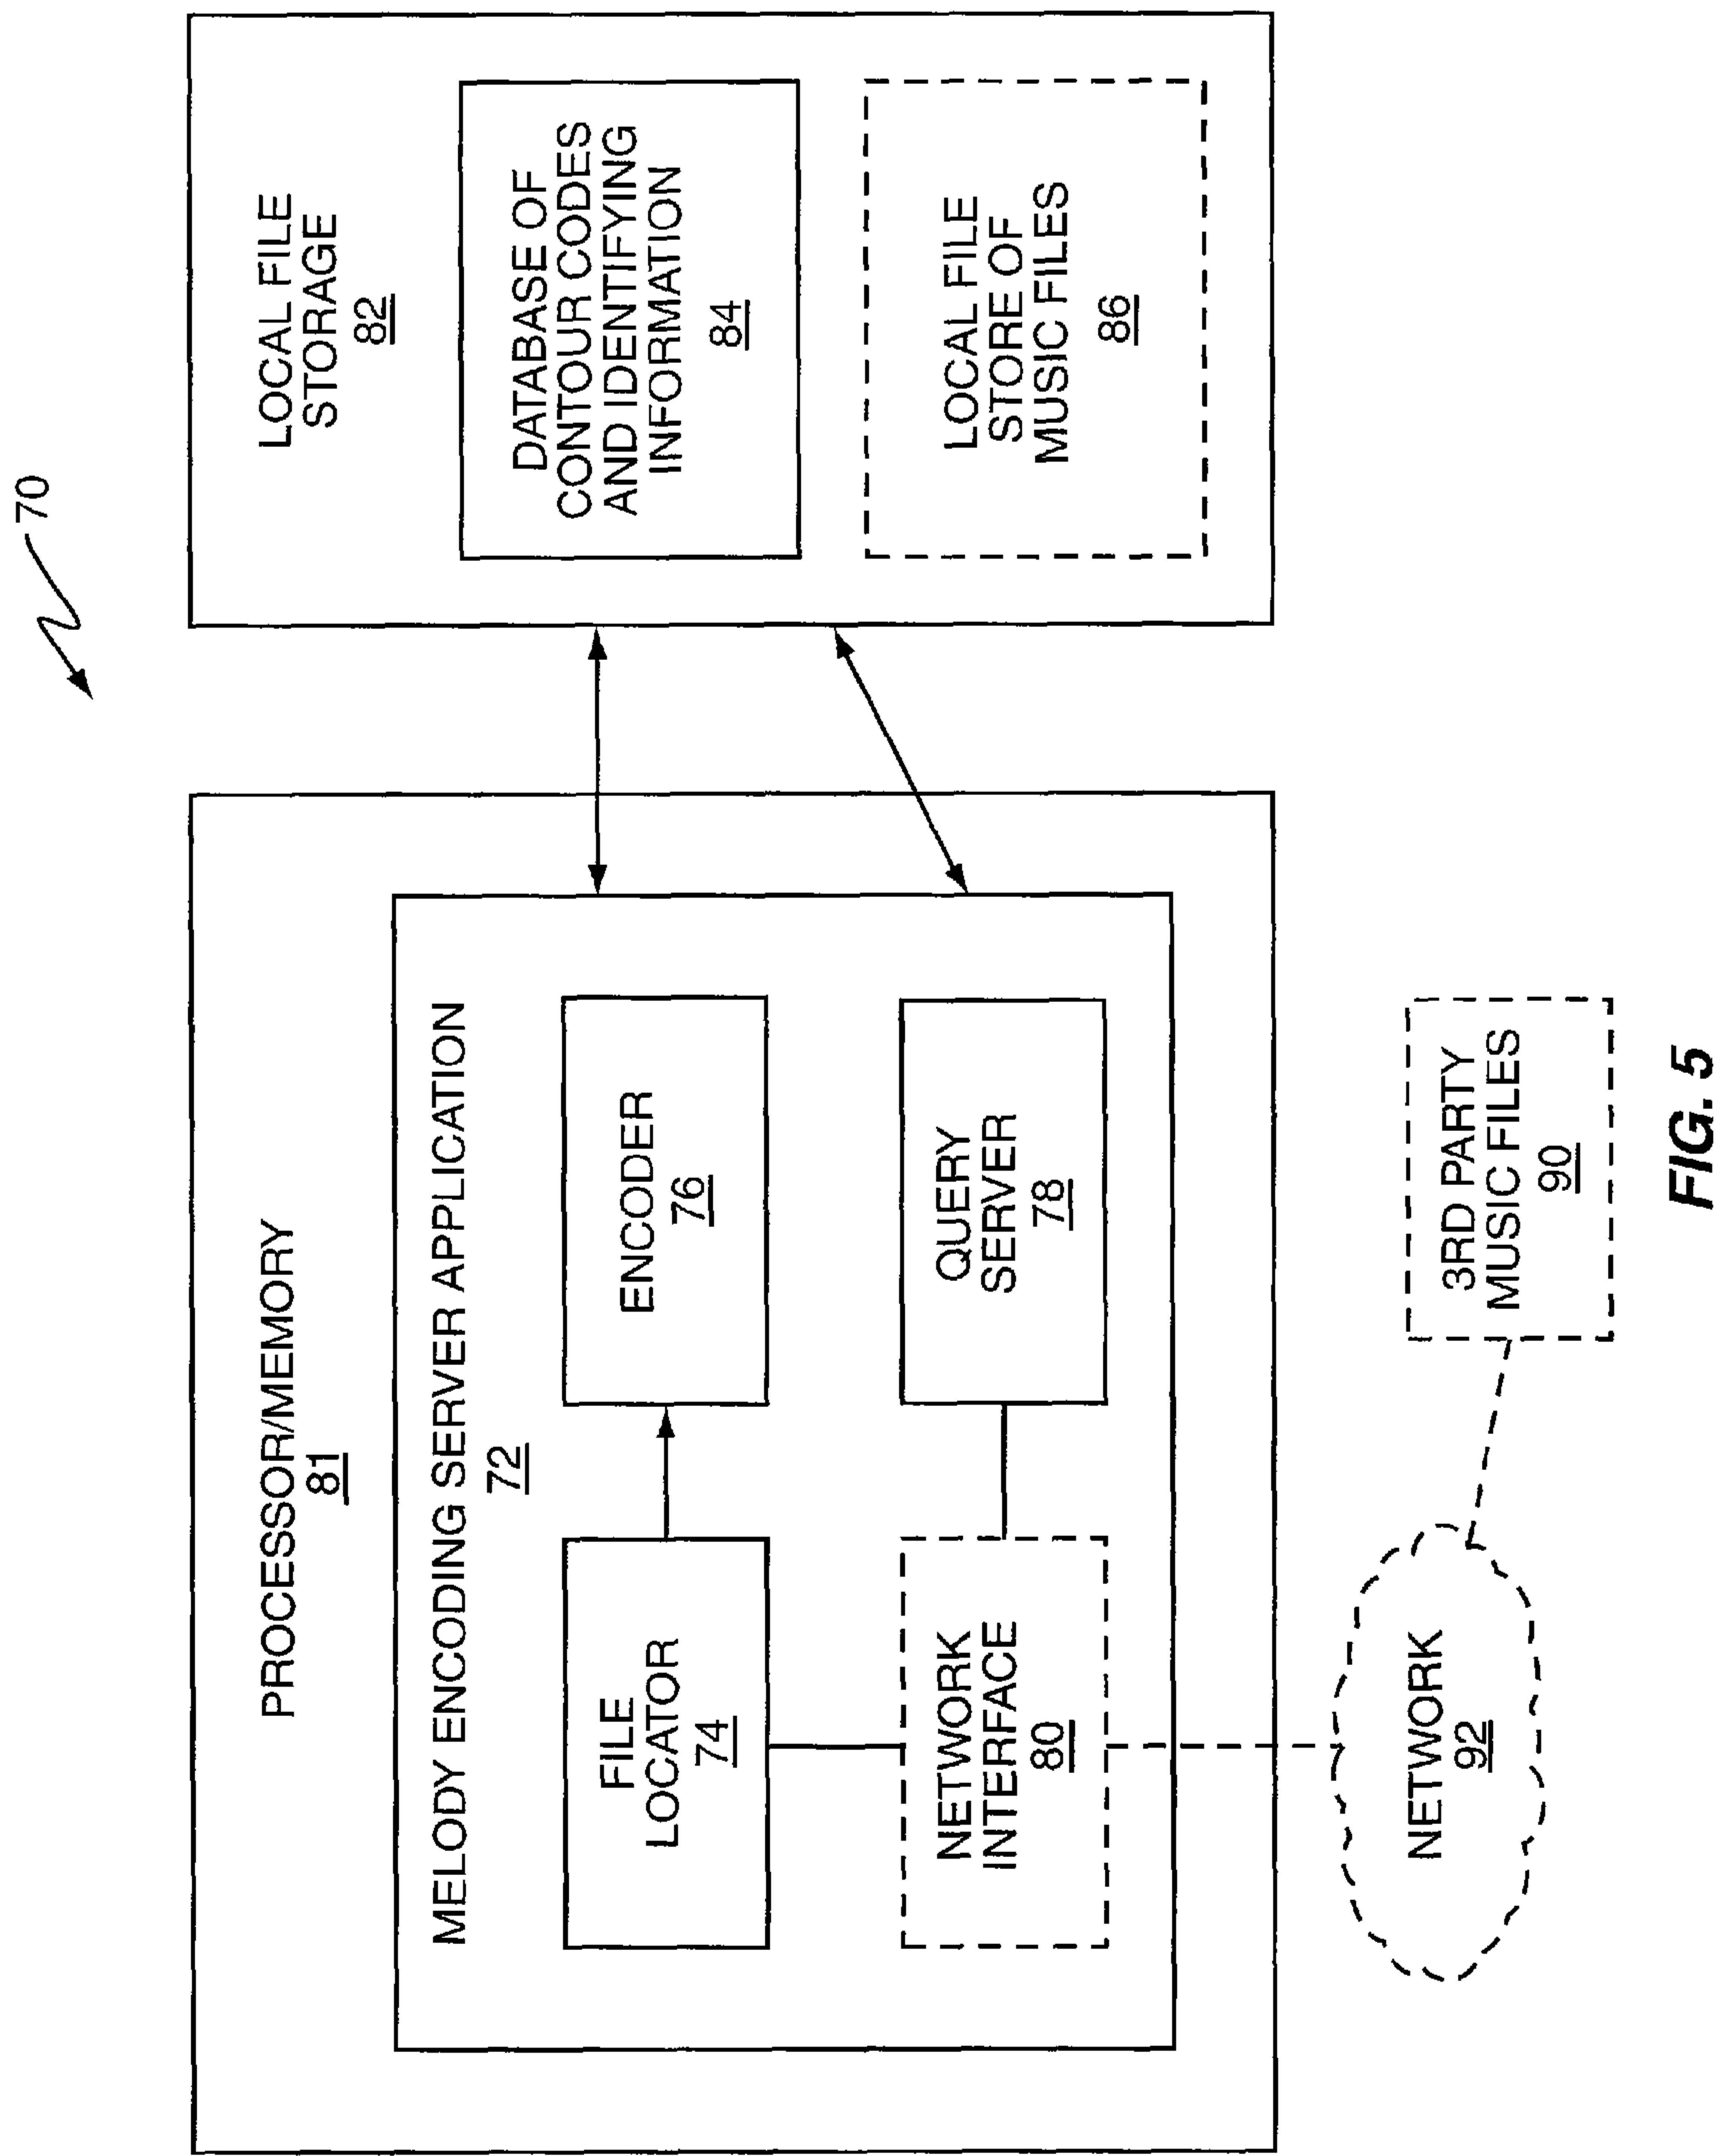 70
PROCESSOR/MEMORY
81
MELODY ENCODING SERVER APPLICATION
72
FILE
LOCATOR
74
ENCODER
76
NETWORK
INTERFACE
80
QUERY
SERVER
78
LOCAL FILE
STORAGE
82
DATABASE OF
CONTOUR CODES
AND IDENTIFYING
INFORMATION
84
LOCAL FILE
STORE OF
MUSIC FILES
86
NETWORK
92
3RD PARTY
MUSIC FILES
90
FIG. 5